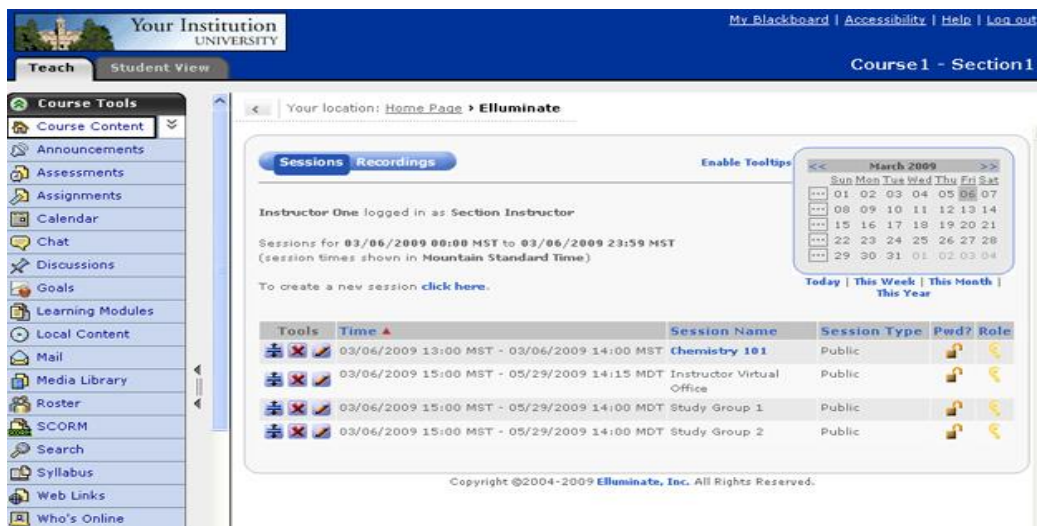 Your Institution
UNIVERSITY
My Blackboard | Accessibility | Help | Log out
Teach
Student View
Course1 - Section1
Course Tools
Course Content
Announcements
Assessments
Assignments
Calendar
Chat
Discussions
Goals
Learning Modules
Local Content
Mail
Media Library
Roster
SCORM
Search
Syllabus
Web Links
Who's Online
< Your location: Home Page › Elluminate
Sessions Recordings
Enable Tooltips
<< March 2009 >>
Sun Mon Tue Wed Thu Fri Sat
... 01 02 03 04 05 06 07
... 08 09 10 11 12 13 14
... 15 16 17 18 19 20 21
... 22 23 24 25 26 27 28
... 29 30 31 01 02 03 04
Today | This Week | This Month |
This Year
Instructor One logged in as Section Instructor
Sessions for 03/06/2009 00:00 MST to 03/06/2009 23:59 MST
(session times shown in Mountain Standard Time)
To create a new session click here.
Tools Time Session Name Session Type Pwd? Role
03/06/2009 13:00 MST - 03/06/2009 14:00 MST Chemistry 101 Public
03/06/2009 15:00 MST - 05/29/2009 14:15 MDT Instructor Virtual Public
Office
03/06/2009 15:00 MST - 05/29/2009 14:00 MDT Study Group 1 Public
03/06/2009 15:00 MST - 05/29/2009 14:00 MDT Study Group 2 Public
Copyright ©2004-2009 Elluminate, Inc. All Rights Reserved.